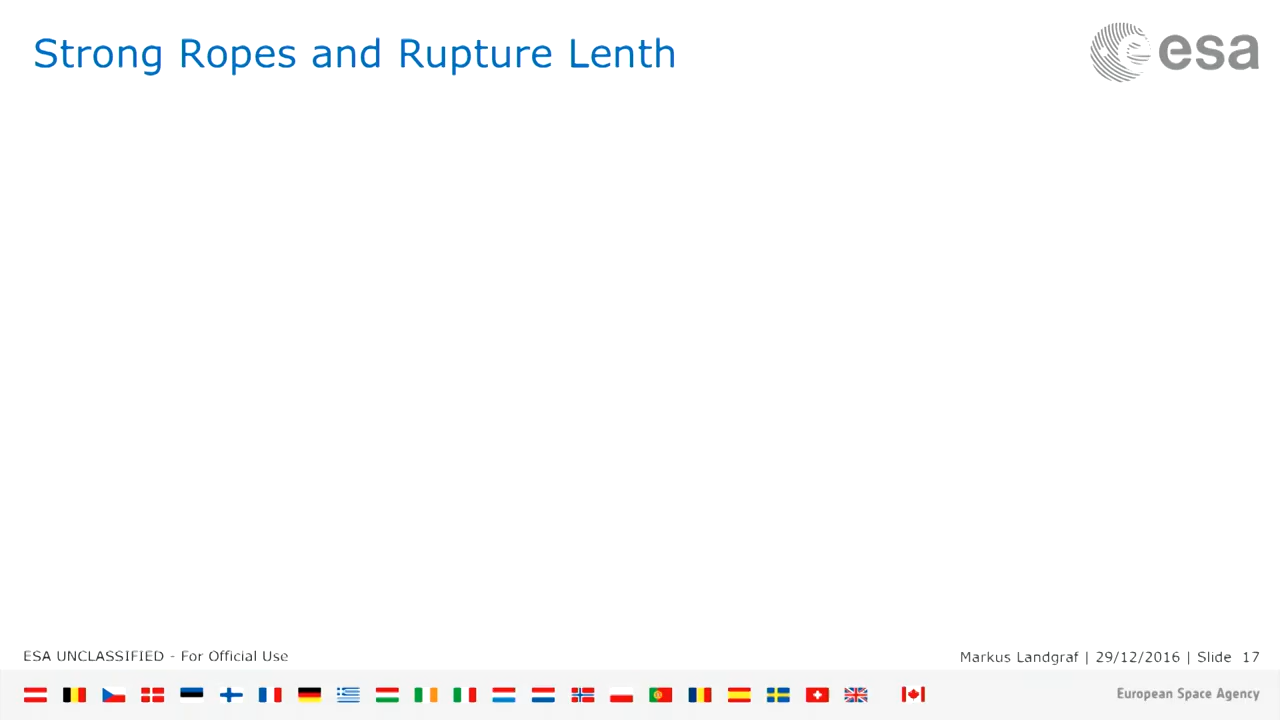 Strong Ropes and Rupture Lenth
esa
ESA UNCLASSIFIED - For Official Use
Markus Landgraf | 29/12/2016 | Slide 17
European Space Agency